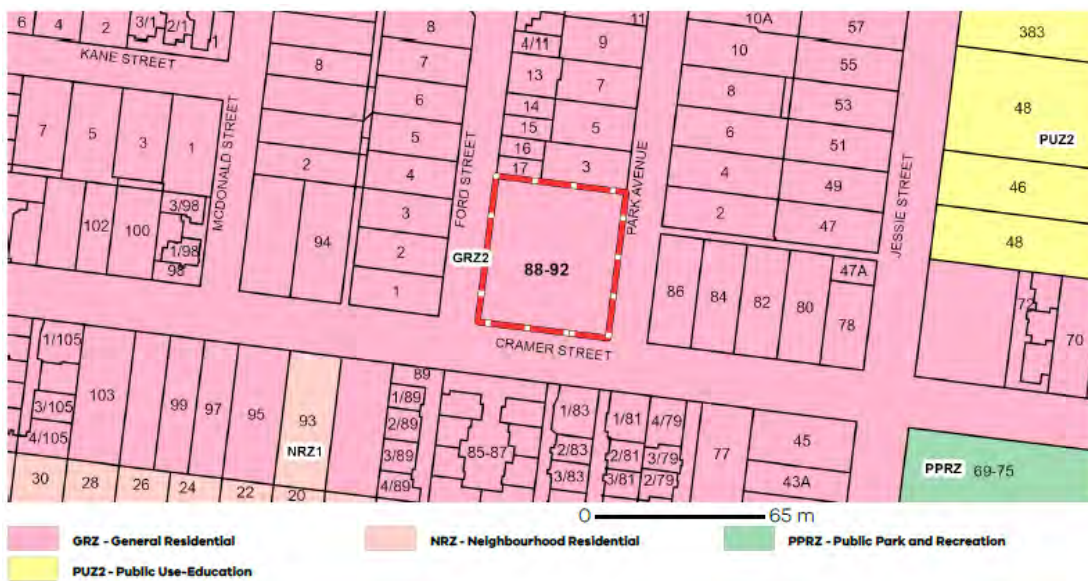 6 4 2 3/1 2/1 1
8
8
4/11
11
9
10A
57
383
KANE STREET
8
7
13
7
10
55
6
14
8
53
48
PUZ2
7 5 3 1
MCDONALD STREET
5
15
5
6
51
2
4
16
17
3
4
49
46
3/98
FORD STREET
PARK AVENUE
JESSIE STREET
102 100
94
3
2
47
48
1/98
98
GRZ2
2
88-92
86 84 82 80
47A
78
72
70
1
CRAMER STREET
1/105
103
99 97 95
93
89
1/89
2/89
3/89
4/89
85-87
1/83
2/83
3/83
1/81
2/81
3/81
4/79
3/79
2/79
77
45
43A
3/105
4/105
NRZ1
PPRZ 69-75
30 28 26 24 22 20
0 65 m
GRZ - General Residential
NRZ - Neighbourhood Residential
PPRZ - Public Park and Recreation
PUZ2 - Public Use-Education